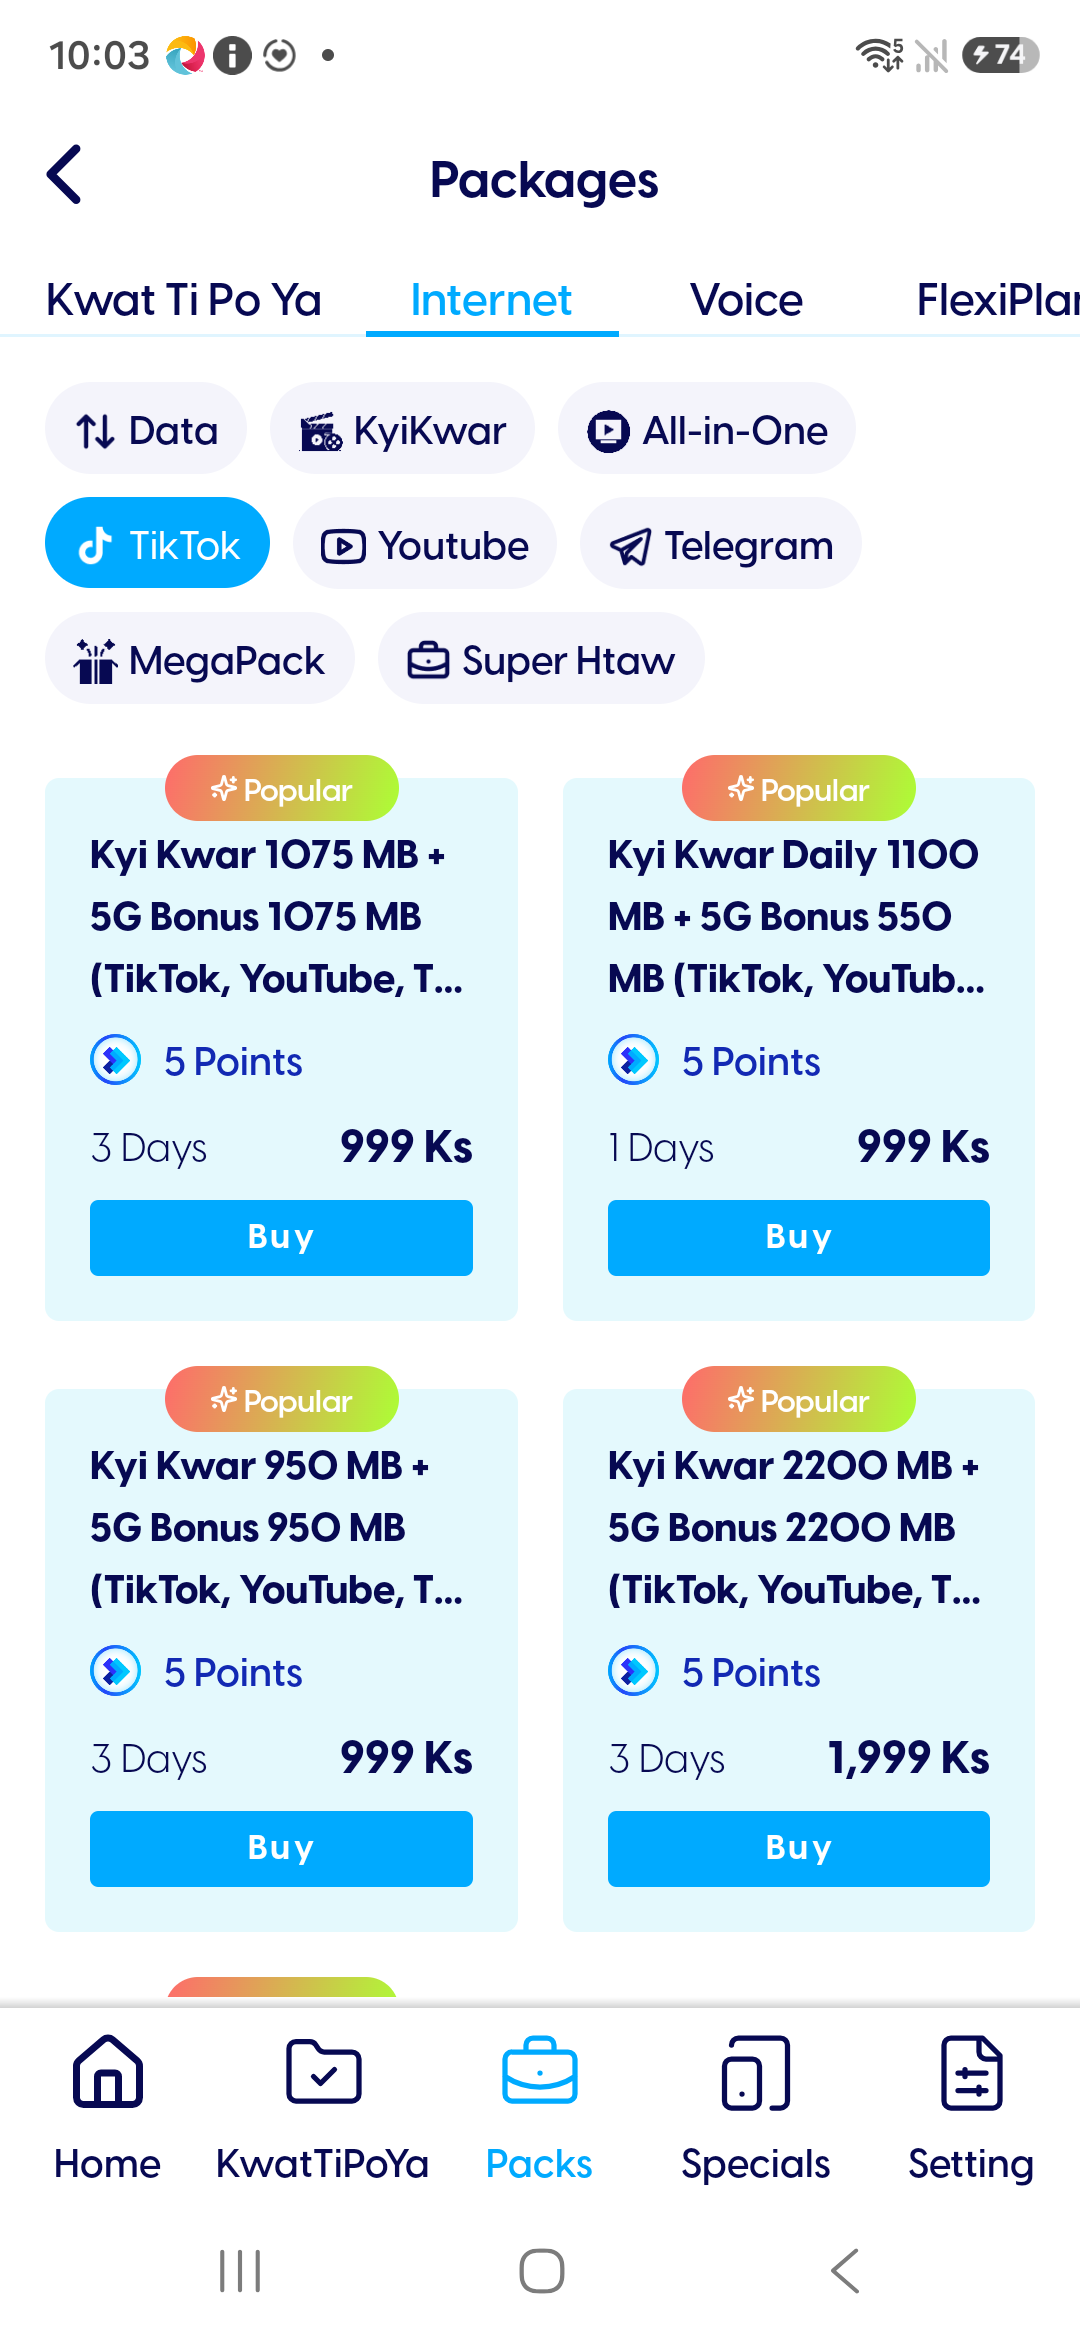 10:03
5
74
Packages
Kwat Ti Po Ya Internet Voice FlexiPlan
Data KyiKwar All-in-One
TikTok Youtube Telegram
MegaPack Super Htaw
Popular
Kyi Kwar 1075 MB +
5G Bonus 1075 MB
(TikTok, YouTube, T...
5 Points
3 Days 999 Ks
Buy
Popular
Kyi Kwar Daily 1100
MB + 5G Bonus 550
MB (TikTok, YouTub...
5 Points
1 Days 999 Ks
Buy
Popular
Kyi Kwar 950 MB +
5G Bonus 950 MB
(TikTok, YouTube, T...
5 Points
3 Days 999 Ks
Buy
Popular
Kyi Kwar 2200 MB +
5G Bonus 2200 MB
(TikTok, YouTube, T...
5 Points
3 Days 1,999 Ks
Buy
Home KwatTiPoYa Packs Specials Setting